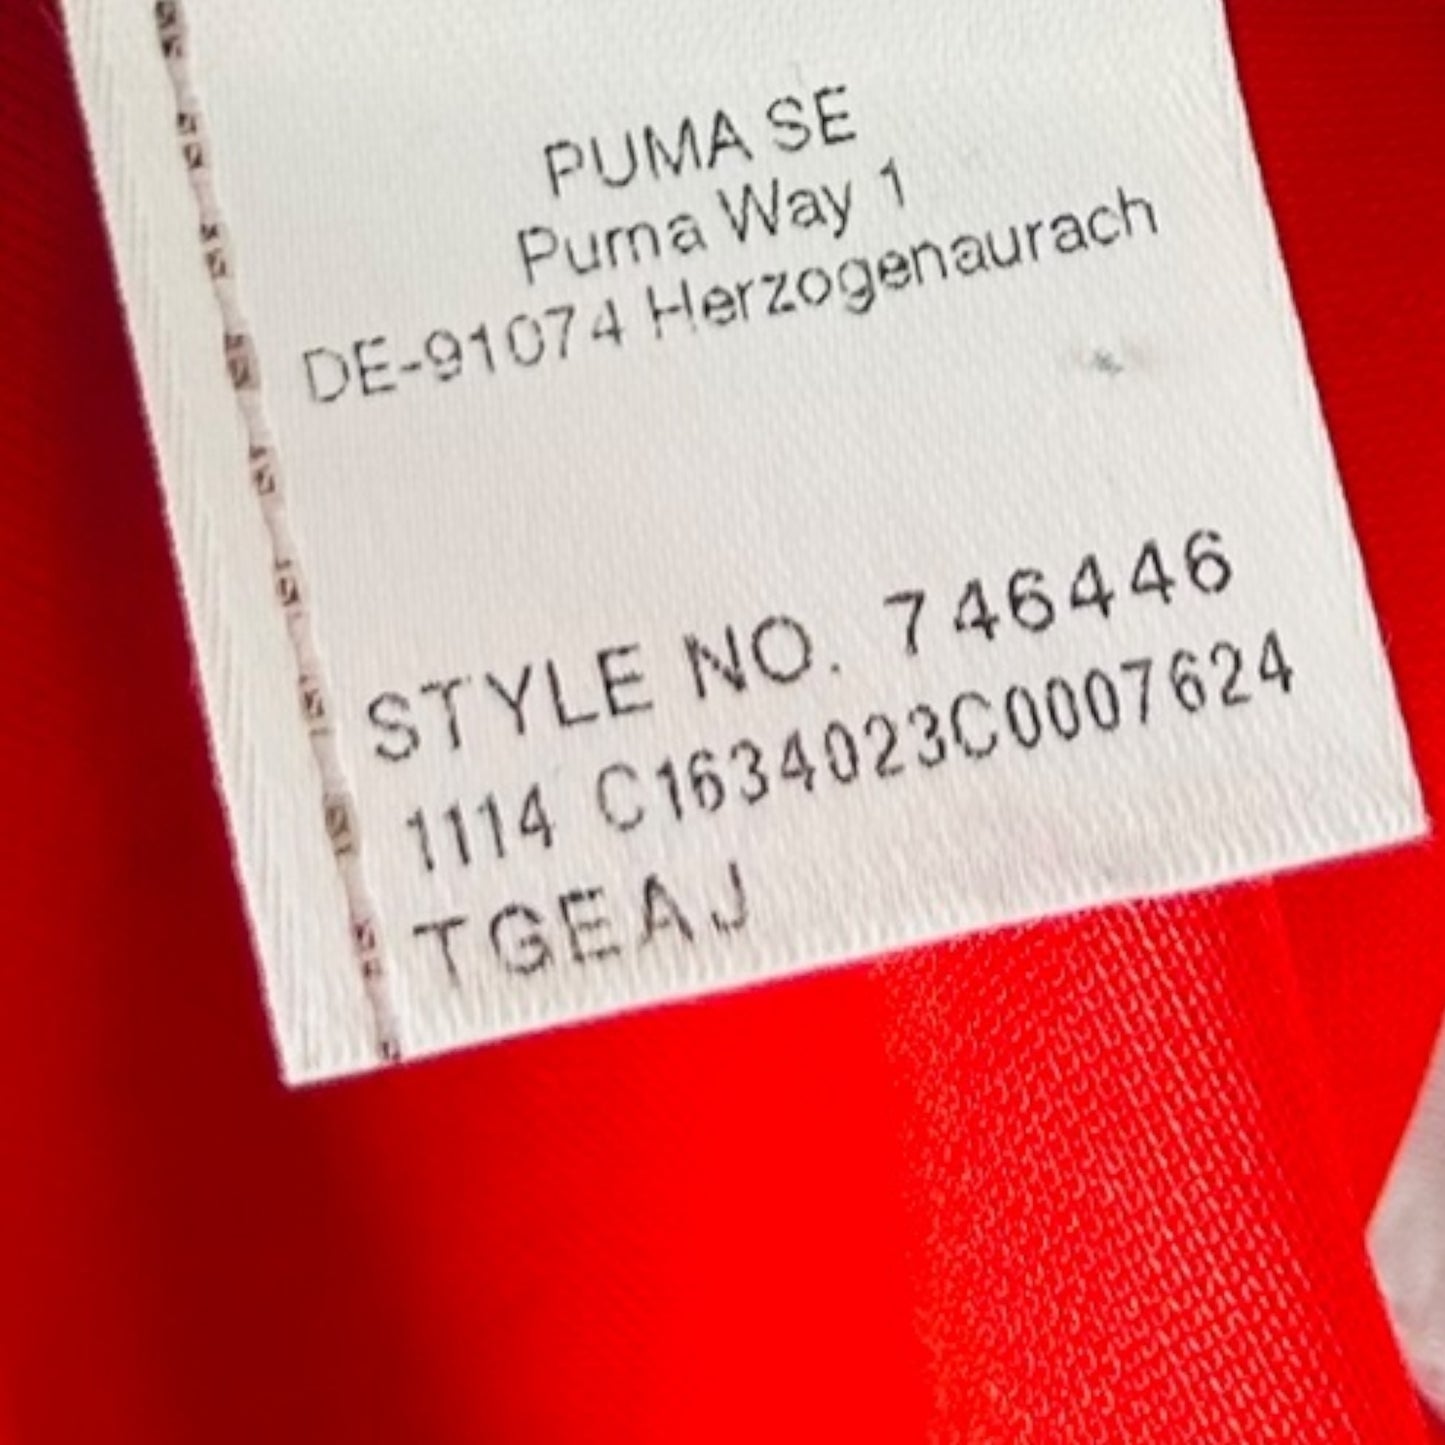 PUMA SE
Puma Way 1
DE-91074 Herzogenaurach
STYLE NO. 746446
1114 C1634023C0007624
TGEAJ